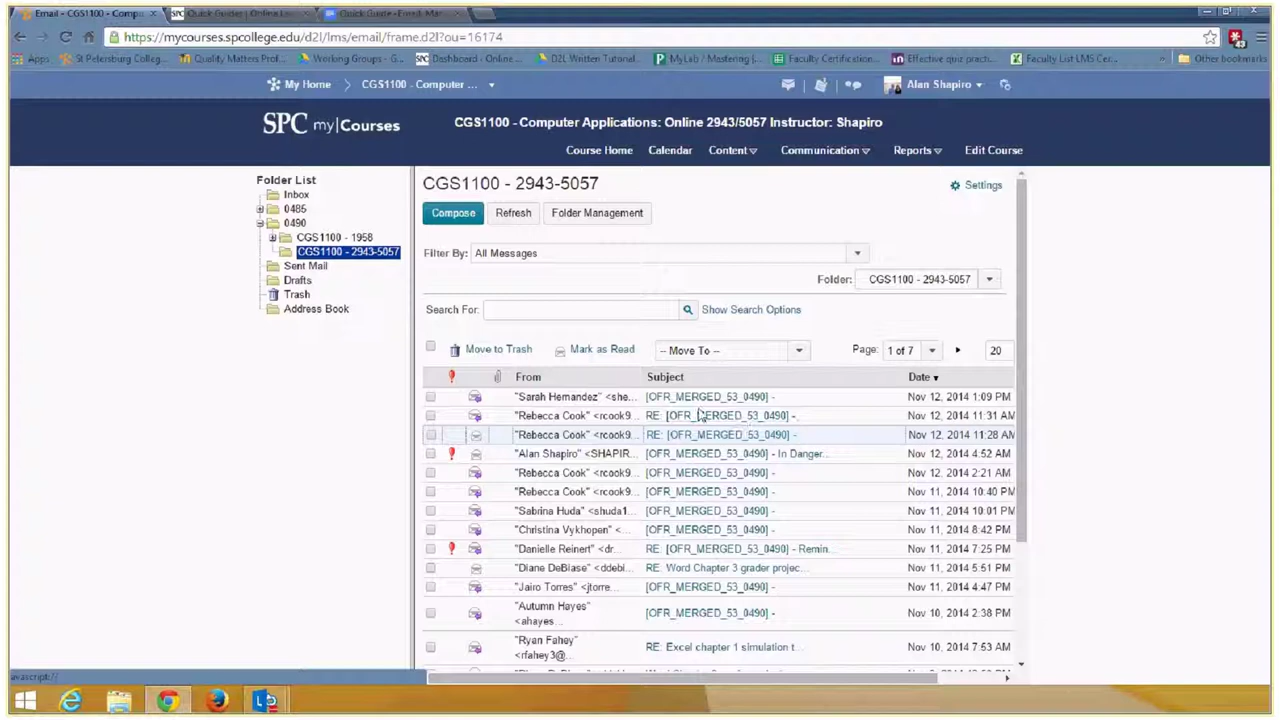 Email - CGS1100 - Compu
Quick Guides | Online Le
Quick Guide - Email: Mar
https://mycourses.spcollege.edu/d2l/lms/email/frame.d2l?ou=16174
43
Apps St Petersburg Colleg... Quality Matters Prof... Working Groups - G... SPC Dashboard - Online... D2L Written Tutorial... MyLab / Mastering |... Faculty Certification... Effective quiz practi... Faculty List LMS Cer... » Other bookmarks
My Home CGS1100 - Computer ... Alan Shapiro
SPC my|Courses
CGS1100 - Computer Applications: Online 2943/5057 Instructor: Shapiro
Course Home Calendar Content Communication Reports Edit Course
Folder List
Inbox
0485
0490
CGS1100 - 1958
CGS1100 - 2943-5057
Sent Mail
Drafts
Trash
Address Book
CGS1100 - 2943-5057
Settings
Compose Refresh Folder Management
Filter By: All Messages
Folder: CGS1100 - 2943-5057
Search For: Show Search Options
Move to Trash Mark as Read -- Move To -- Page: 1 of 7 20
From Subject Date
"Sarah Hernandez" <she... [OFR_MERGED_53_0490] - Nov 12, 2014 1:09 PM
"Rebecca Cook" <rcook9... RE: [OFR_MERGED_53_0490] - Nov 12, 2014 11:31 AM
"Rebecca Cook" <rcook9... RE: [OFR_MERGED_53_0490] - Nov 12, 2014 11:28 AM
"Alan Shapiro" <SHAPIR... [OFR_MERGED_53_0490] - In Danger... Nov 12, 2014 4:52 AM
"Rebecca Cook" <rcook9... [OFR_MERGED_53_0490] - Nov 12, 2014 2:21 AM
"Rebecca Cook" <rcook9... [OFR_MERGED_53_0490] - Nov 11, 2014 10:40 PM
"Sabrina Huda" <shuda1... [OFR_MERGED_53_0490] - Nov 11, 2014 10:01 PM
"Christina Vykhopen" <c... [OFR_MERGED_53_0490] - Nov 11, 2014 8:42 PM
"Danielle Reinert" <dr... RE: [OFR_MERGED_53_0490] - Remin... Nov 11, 2014 7:25 PM
"Diane DeBiase" <ddebi... RE: Word Chapter 3 grader projec... Nov 11, 2014 5:51 PM
"Jairo Torres" <jtorre... [OFR_MERGED_53_0490] - Nov 11, 2014 4:47 PM
"Autumn Hayes" <ahayes... [OFR_MERGED_53_0490] - Nov 10, 2014 2:38 PM
"Ryan Fahey" <rfahey3@... RE: Excel chapter 1 simulation t... Nov 10, 2014 7:53 AM
javascript://